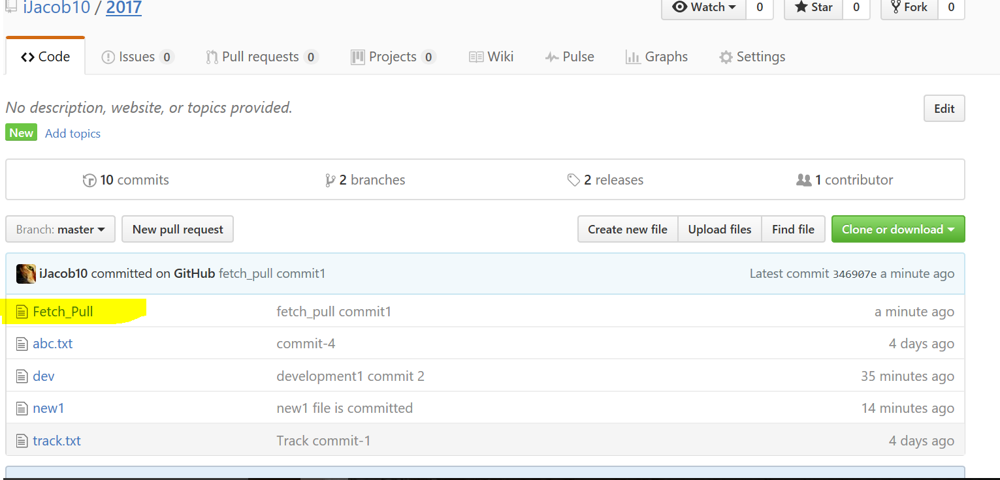 iJacob10 / 2017 Watch 0 Star 0 Fork 0
Code Issues 0 Pull requests 0 Projects 0 Wiki Pulse Graphs Settings
No description, website, or topics provided. Edit
New Add topics
10 commits 2 branches 2 releases 1 contributor
Branch: master New pull request Create new file Upload files Find file Clone or download
iJacob10 committed on GitHub fetch_pull commit1 Latest commit 346907e a minute ago
Fetch_Pull fetch_pull commit1 a minute ago
abc.txt commit-4 4 days ago
dev development1 commit 2 35 minutes ago
new1 new1 file is committed 14 minutes ago
track.txt Track commit-1 4 days ago